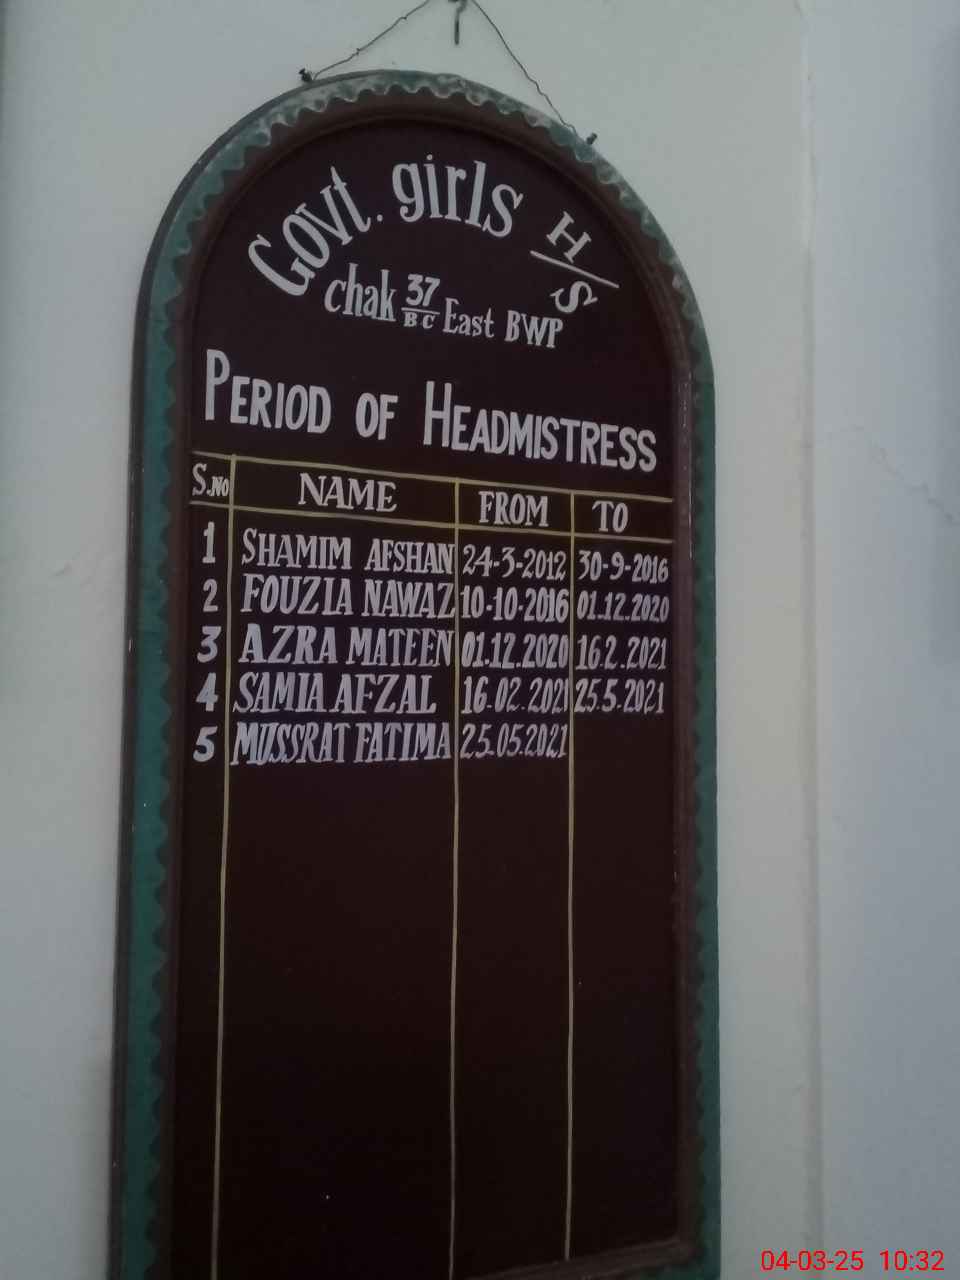 Govt. girls H/S
chak 37/BC East BWP
PERIOD OF HEADMISTRESS
S.No NAME FROM TO
1 SHAMIM AFSHAN 24-3-2012 30-9-2016
2 FOUZIA NAWAZ 10-10-2016 01.12.2020
3 AZRA MATEEN 01.12.2020 16.2.2021
4 SAMIA AFZAL 16-02.2021 25.5.2021
5 MUSSRAT FATIMA 25.05.2021
04-03-25 10:32